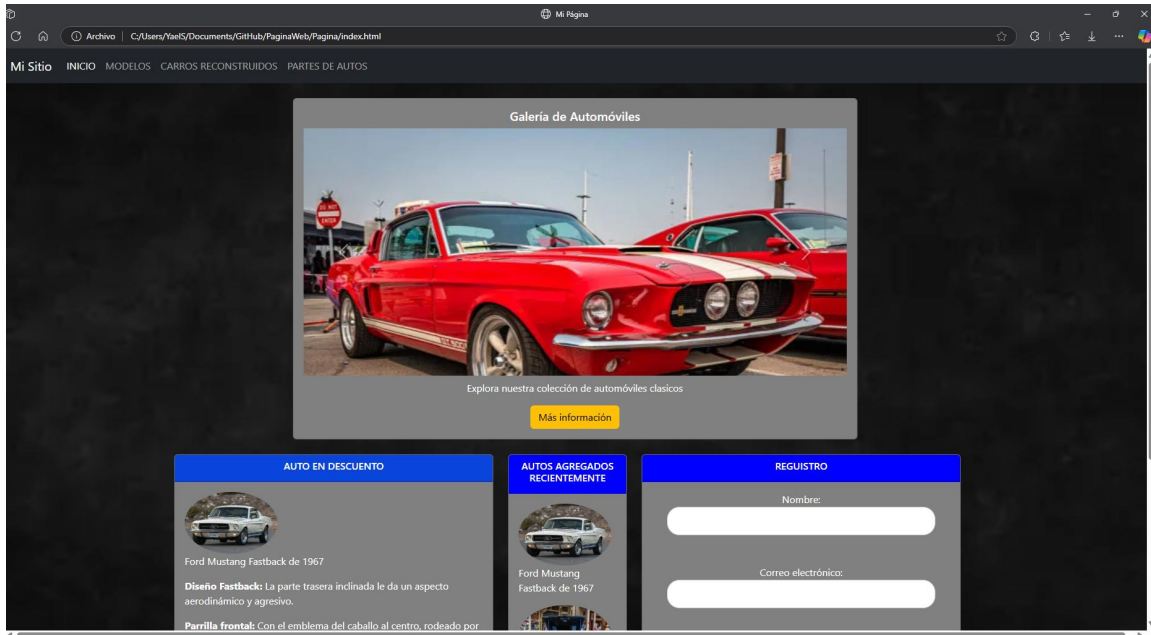 Mi Página
Archivo C:/Users/YaelS/Documents/GitHub/PaginaWeb/Pagina/index.html
Mi Sitio INICIO MODELOS CARROS RECONSTRUIDOS PARTES DE AUTOS
Galería de Automóviles
DO NOT
ENTER
Explora nuestra colección de automóviles clasicos
Más información
AUTO EN DESCUENTO
Ford Mustang Fastback de 1967
Diseño Fastback: La parte trasera inclinada le da un aspecto
aerodinámico y agresivo.
Parrilla frontal: Con el emblema del caballo al centro, rodeado por
AUTOS AGREGADOS
RECIENTEMENTE
Ford Mustang
Fastback de 1967
REGUISTRO
Nombre:
Correo electrónico: